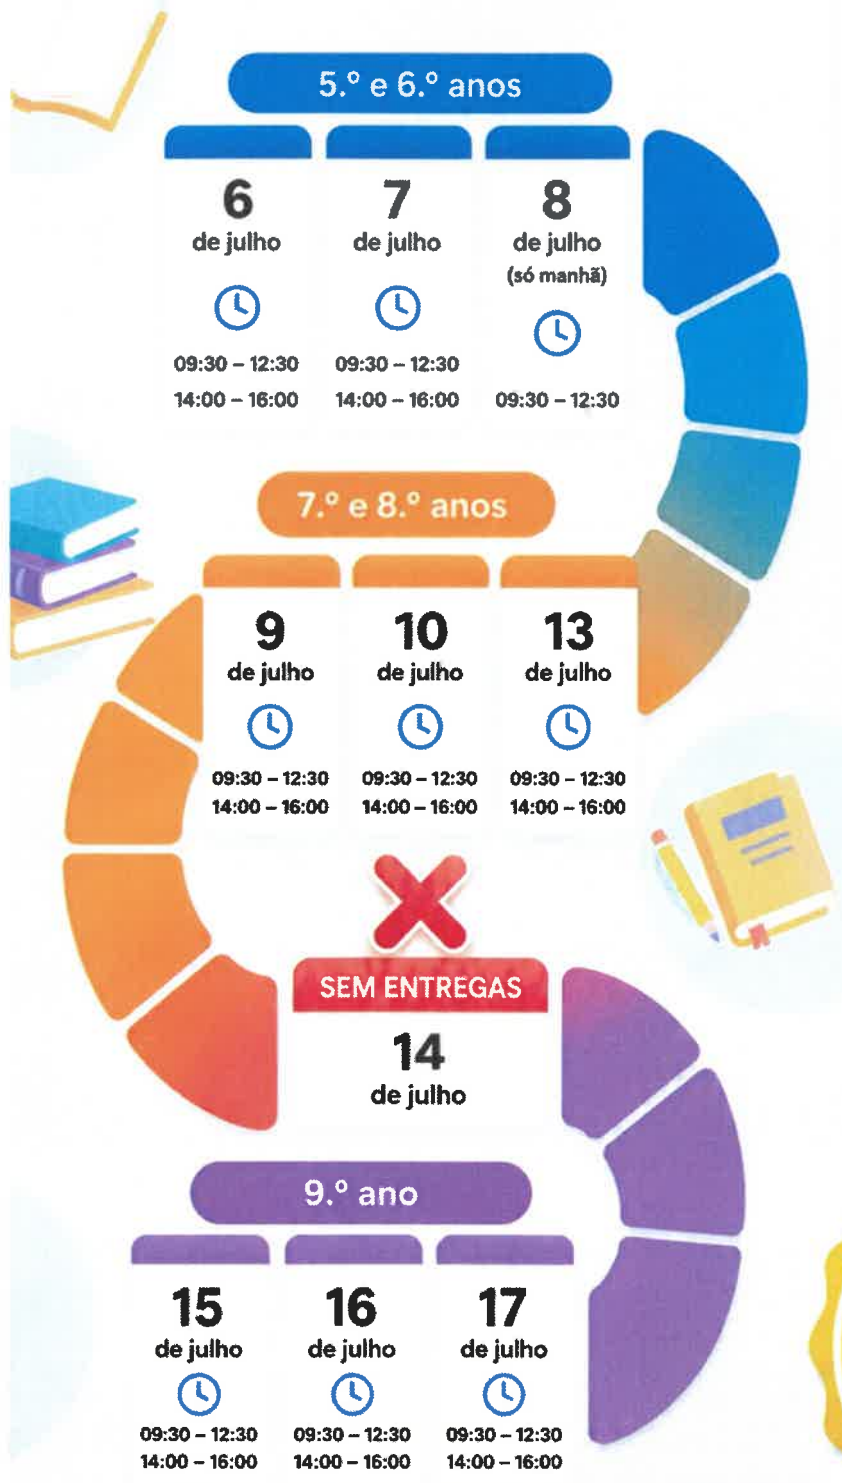 5.º e 6.º anos
6
de julho
09:30 – 12:30
14:00 – 16:00
7
de julho
09:30 – 12:30
14:00 – 16:00
8
de julho
(só manhã)
09:30 – 12:30
7.º e 8.º anos
9
de julho
09:30 – 12:30
14:00 – 16:00
10
de julho
09:30 – 12:30
14:00 – 16:00
13
de julho
09:30 – 12:30
14:00 – 16:00
SEM ENTREGAS
14
de julho
9.º ano
15
de julho
09:30 – 12:30
14:00 – 16:00
16
de julho
09:30 – 12:30
14:00 – 16:00
17
de julho
09:30 – 12:30
14:00 – 16:00